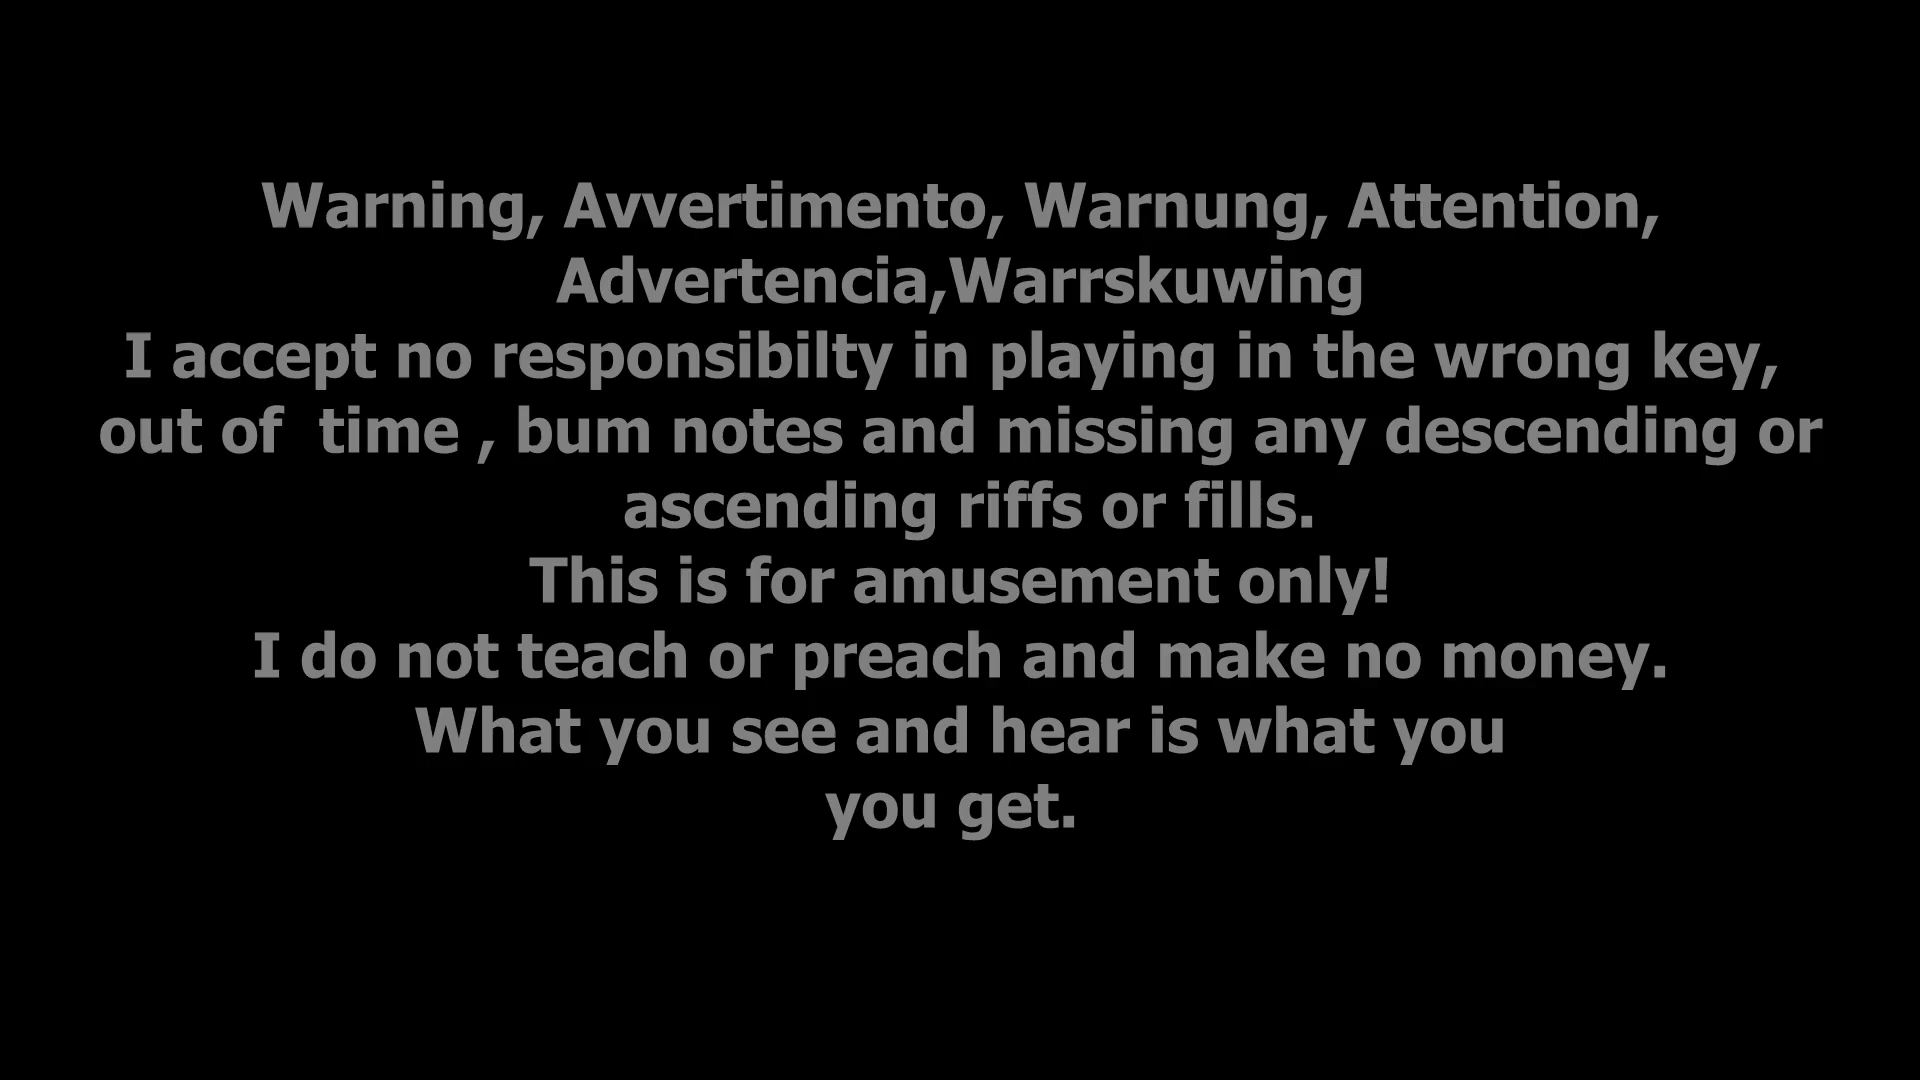 Warning, Avvertimento, Warnung, Attention,
Advertencia,Warrskuwing
I accept no responsibilty in playing in the wrong key,
out of  time , bum notes and missing any descending or
ascending riffs or fills.
This is for amusement only!
I do not teach or preach and make no money.
What you see and hear is what you
you get.